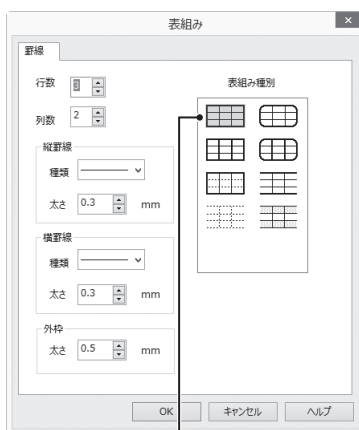 表組み
罫線
行数 3
列数 2
表組み種別
縦罫線
種類
太さ 0.3 mm
横罫線
種類
太さ 0.3 mm
外枠
太さ 0.5 mm
OK キャンセル ヘルプ